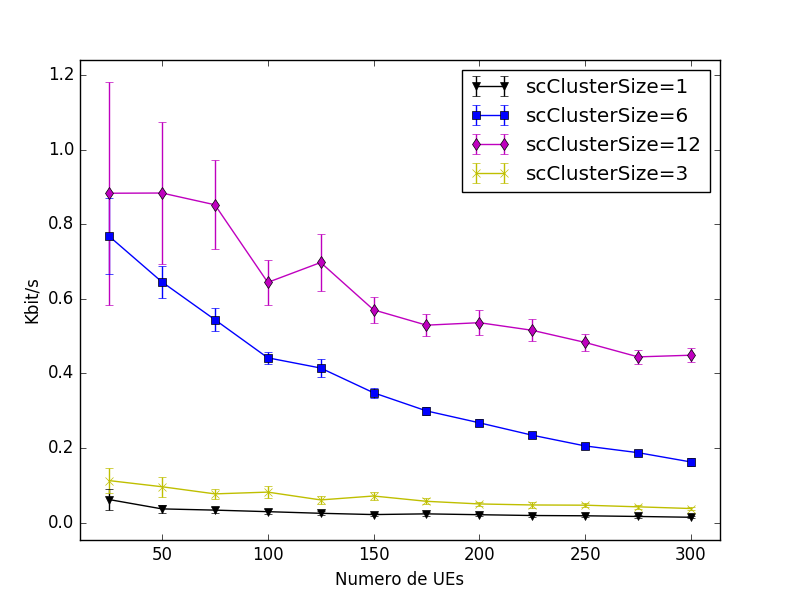 1.2
1.0
0.8
0.6
0.4
0.2
0.0
Kbit/s
50 100 150 200 250 300
Numero de UEs
scClusterSize=1
scClusterSize=6
scClusterSize=12
scClusterSize=3